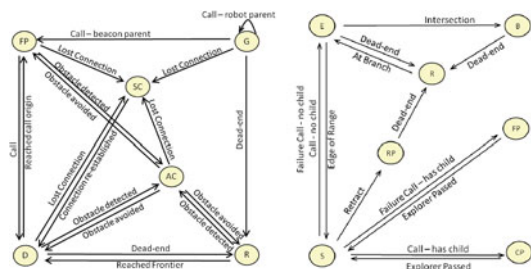 Call – robot parent
Call – beacon parent
FP
G
Lost Connection
Lost Connection
SC
Obstacle detected
Obstacle avoided
Lost Connection
Call
Reached call origin
Dead-end
Lost Connection
Connection re-established
AC
Obstacle detected
Obstacle avoided
Obstacle avoided
Obstacle detected
D
Dead-end
R
Reached Frontier
E
Intersection
B
Dead-end
At Branch
R
Dead-end
Failure Call - no child
Call - no child
Edge of Range
Dead-end
FP
RP
Failure Call – has child
Explorer Passed
Retract
S
Call – has child
Explorer Passed
CP